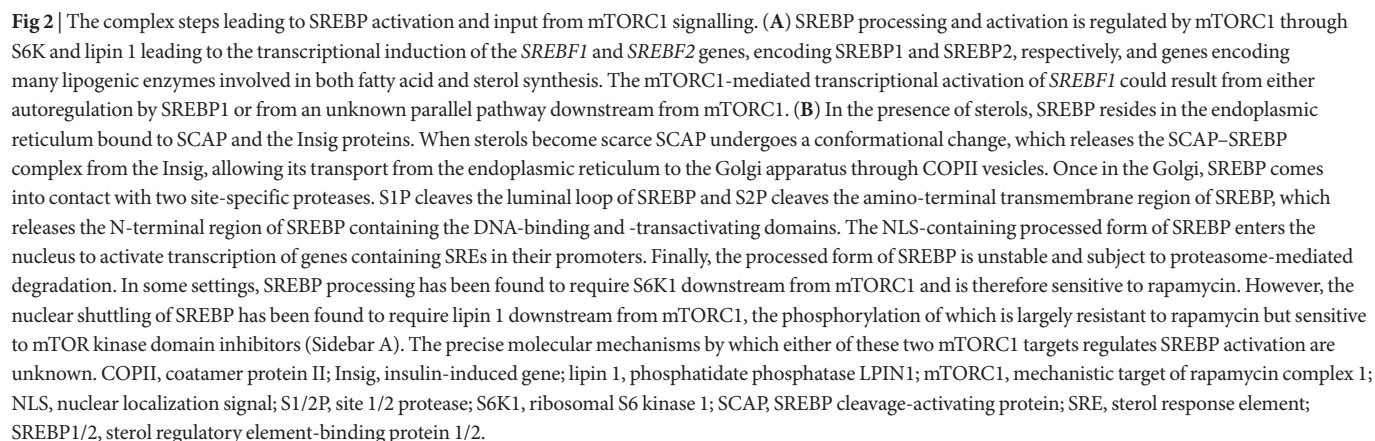 Fig 2 | The complex steps leading to SREBP activation and input from mTORC1 signalling. (A) SREBP processing and activation is regulated by mTORC1 through
S6K and lipin 1 leading to the transcriptional induction of the SREBF1 and SREBF2 genes, encoding SREBP1 and SREBP2, respectively, and genes encoding
many lipogenic enzymes involved in both fatty acid and sterol synthesis. The mTORC1-mediated transcriptional activation of SREBF1 could result from either
autoregulation by SREBP1 or from an unknown parallel pathway downstream from mTORC1. (B) In the presence of sterols, SREBP resides in the endoplasmic
reticulum bound to SCAP and the Insig proteins. When sterols become scarce SCAP undergoes a conformational change, which releases the SCAP–SREBP
complex from the Insig, allowing its transport from the endoplasmic reticulum to the Golgi apparatus through COPII vesicles. Once in the Golgi, SREBP comes
into contact with two site-specific proteases. S1P cleaves the luminal loop of SREBP and S2P cleaves the amino-terminal transmembrane region of SREBP, which
releases the N-terminal region of SREBP containing the DNA-binding and -transactivating domains. The NLS-containing processed form of SREBP enters the
nucleus to activate transcription of genes containing SREs in their promoters. Finally, the processed form of SREBP is unstable and subject to proteasome-mediated
degradation. In some settings, SREBP processing has been found to require S6K1 downstream from mTORC1 and is therefore sensitive to rapamycin. However, the
nuclear shuttling of SREBP has been found to require lipin 1 downstream from mTORC1, the phosphorylation of which is largely resistant to rapamycin but sensitive
to mTOR kinase domain inhibitors (Sidebar A). The precise molecular mechanisms by which either of these two mTORC1 targets regulates SREBP activation are
unknown. COPII, coatamer protein II; Insig, insulin-induced gene; lipin 1, phosphatidate phosphatase LPIN1; mTORC1, mechanistic target of rapamycin complex 1;
NLS, nuclear localization signal; S1/2P, site 1/2 protease; S6K1, ribosomal S6 kinase 1; SCAP, SREBP cleavage-activating protein; SRE, sterol response element;
SREBP1/2, sterol regulatory element-binding protein 1/2.